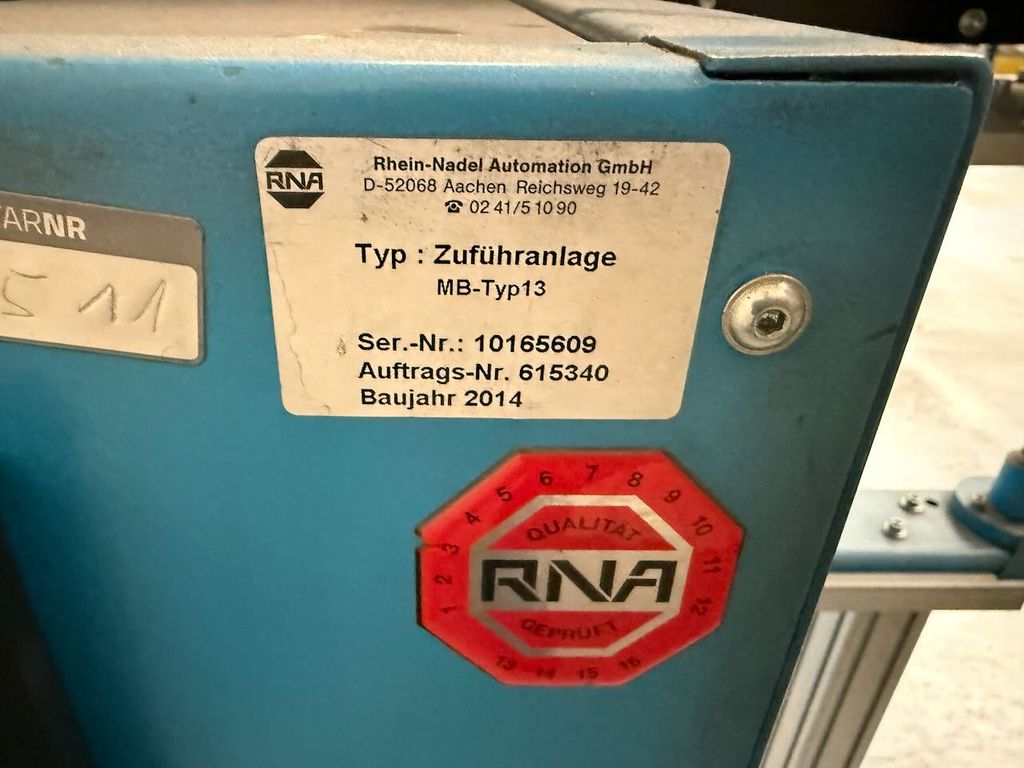 RNA
Rhein-Nadel Automation GmbH
D-52068 Aachen Reichsweg 19-42
☎ 02 41/5 10 90
Typ : Zuführanlage
MB-Typ13
Ser.-Nr.: 10165609
Auftrags-Nr. 615340
Baujahr 2014
ARNR
5 11
1 2 3 4 5 6 7 8 9 10 11 12
QUALITÄT
RNA
GEPRÜFT
13 14 15 16